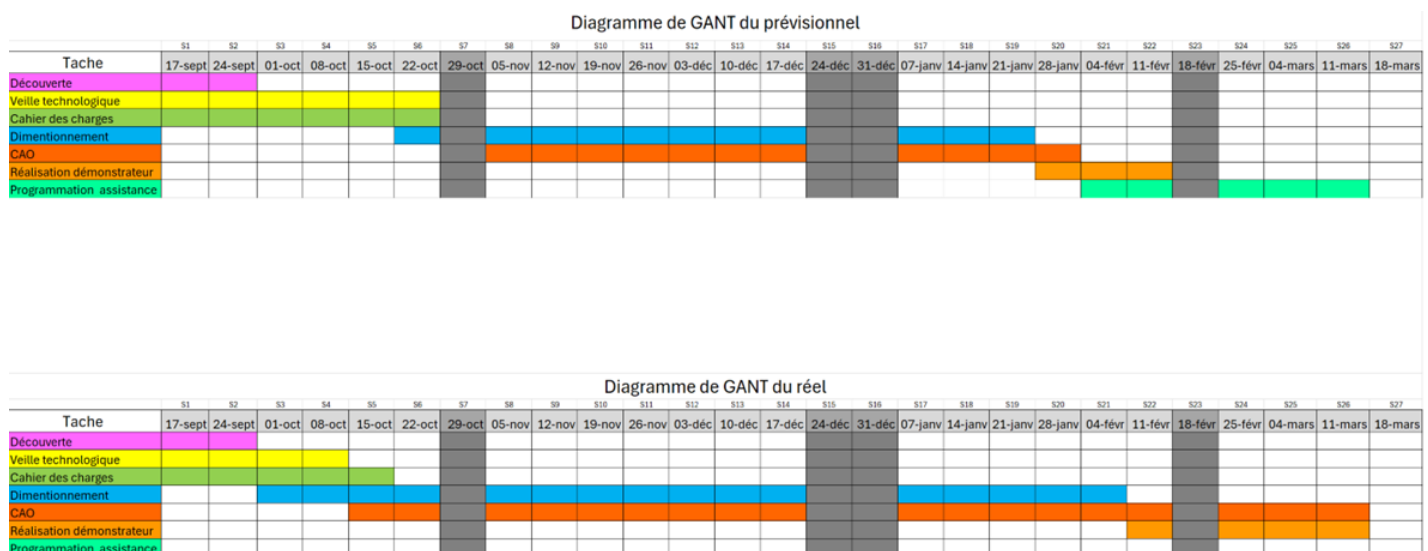 Diagramme de GANT du prévisionnel
S1 S2 S3 S4 S5 S6 S7 S8 S9 S10 S11 S12 S13 S14 S15 S16 S17 S18 S19 S20 S21 S22 S23 S24 S25 S26 S27
Tache 17-sept 24-sept 01-oct 08-oct 15-oct 22-oct 29-oct 05-nov 12-nov 19-nov 26-nov 03-déc 10-déc 17-déc 24-déc 31-déc 07-janv 14-janv 21-janv 28-janv 04-févr 11-févr 18-févr 25-févr 04-mars 11-mars 18-mars
Découverte
Veille technologique
Cahier des charges
Dimentionnement
CAO
Réalisation démonstrateur
Programmation assistance
Diagramme de GANT du réel
S1 S2 S3 S4 S5 S6 S7 S8 S9 S10 S11 S12 S13 S14 S15 S16 S17 S18 S19 S20 S21 S22 S23 S24 S25 S26 S27
Tache 17-sept 24-sept 01-oct 08-oct 15-oct 22-oct 29-oct 05-nov 12-nov 19-nov 26-nov 03-déc 10-déc 17-déc 24-déc 31-déc 07-janv 14-janv 21-janv 28-janv 04-févr 11-févr 18-févr 25-févr 04-mars 11-mars 18-mars
Découverte
Veille technologique
Cahier des charges
Dimentionnement
CAO
Réalisation démonstrateur
Programmation assistance